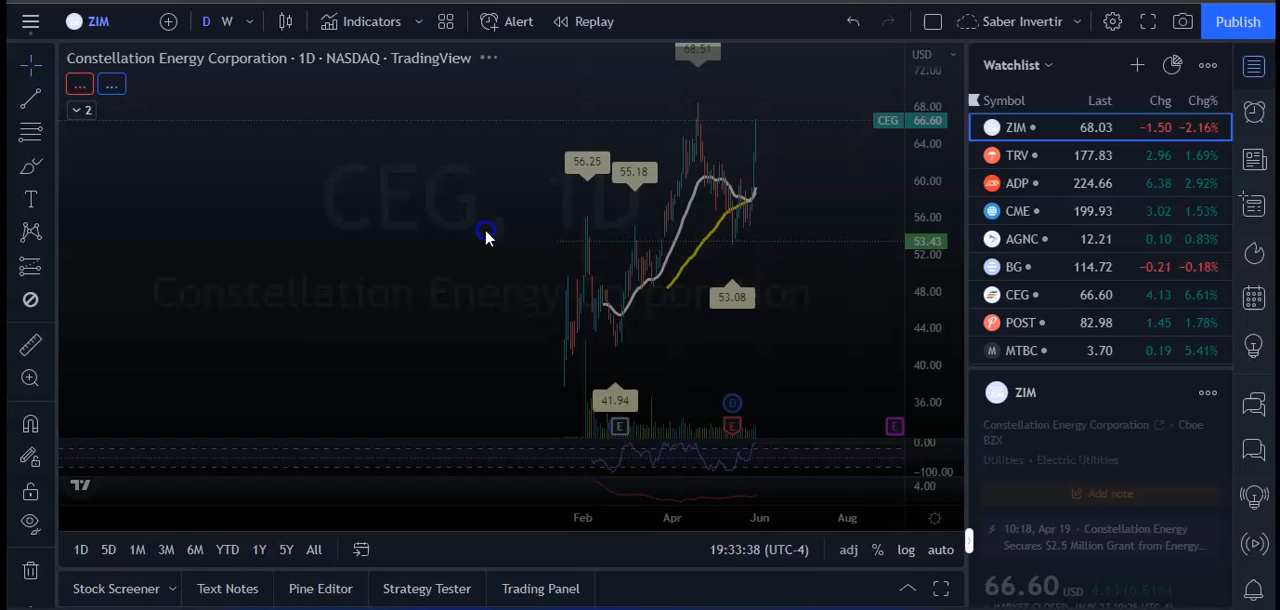 ZIM
D W
Indicators
Alert
Replay
Saber Invertir
Publish
Constellation Energy Corporation · 1D · NASDAQ · TradingView
...
...
2
USD
72.00
68.00
64.00
60.00
56.00
52.00
48.00
44.00
40.00
36.00
0.00
−100.00
4.00
CEG 66.60
53.43
68.51
56.25
55.18
53.08
41.94
CEG, 1D
Constellation Energy Corporation
E
D
E
E
Feb Apr Jun Aug
1D 5D 1M 3M 6M YTD 1Y 5Y All
19:33:38 (UTC-4) adj % log auto
Stock Screener Text Notes Pine Editor Strategy Tester Trading Panel
Watchlist
Symbol Last Chg Chg%
ZIM 68.03 −1.50 −2.16%
TRV 177.83 2.96 1.69%
ADP 224.66 6.38 2.92%
CME 199.93 3.02 1.53%
AGNC 12.21 0.10 0.83%
BG 114.72 −0.21 −0.18%
CEG 66.60 4.13 6.61%
POST 82.98 1.45 1.78%
M MTBC 3.70 0.19 5.41%
ZIM
Constellation Energy Corporation · Cboe
BZX
Utilities · Electric Utilities
Add note
10:18, Apr 19 · Constellation Energy
Secures $2.5 Million Grant from Energy...
66.60 USD